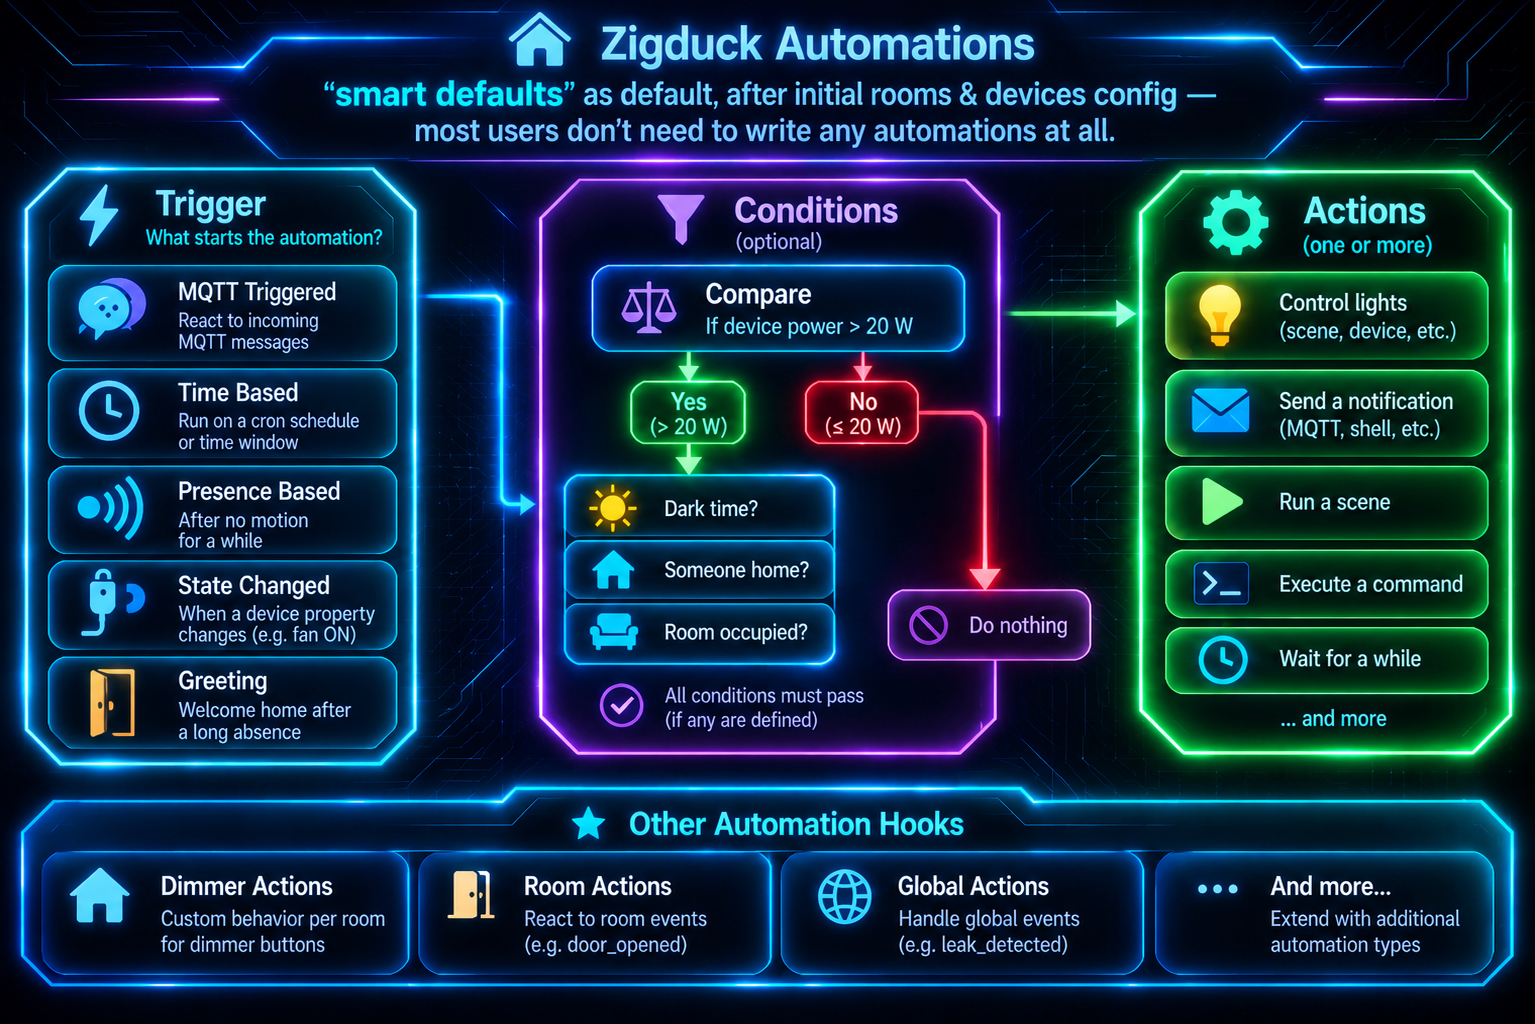 Zigduck Automations
“smart defaults” as default, after initial rooms & devices config —
most users don’t need to write any automations at all.
Trigger
What starts the automation?
MQTT Triggered
React to incoming
MQTT messages
Time Based
Run on a cron schedule
or time window
Presence Based
After no motion
for a while
State Changed
When a device property
changes (e.g. fan ON)
Greeting
Welcome home after
a long absence
Conditions
(optional)
Compare
If device power > 20 W
Yes
(> 20 W)
No
(≤ 20 W)
Dark time?
Someone home?
Room occupied?
Do nothing
All conditions must pass
(if any are defined)
Actions
(one or more)
Control lights
(scene, device, etc.)
Send a notification
(MQTT, shell, etc.)
Run a scene
Execute a command
Wait for a while
... and more
Other Automation Hooks
Dimmer Actions
Custom behavior per room
for dimmer buttons
Room Actions
React to room events
(e.g. door_opened)
Global Actions
Handle global events
(e.g. leak_detected)
And more...
Extend with additional
automation types